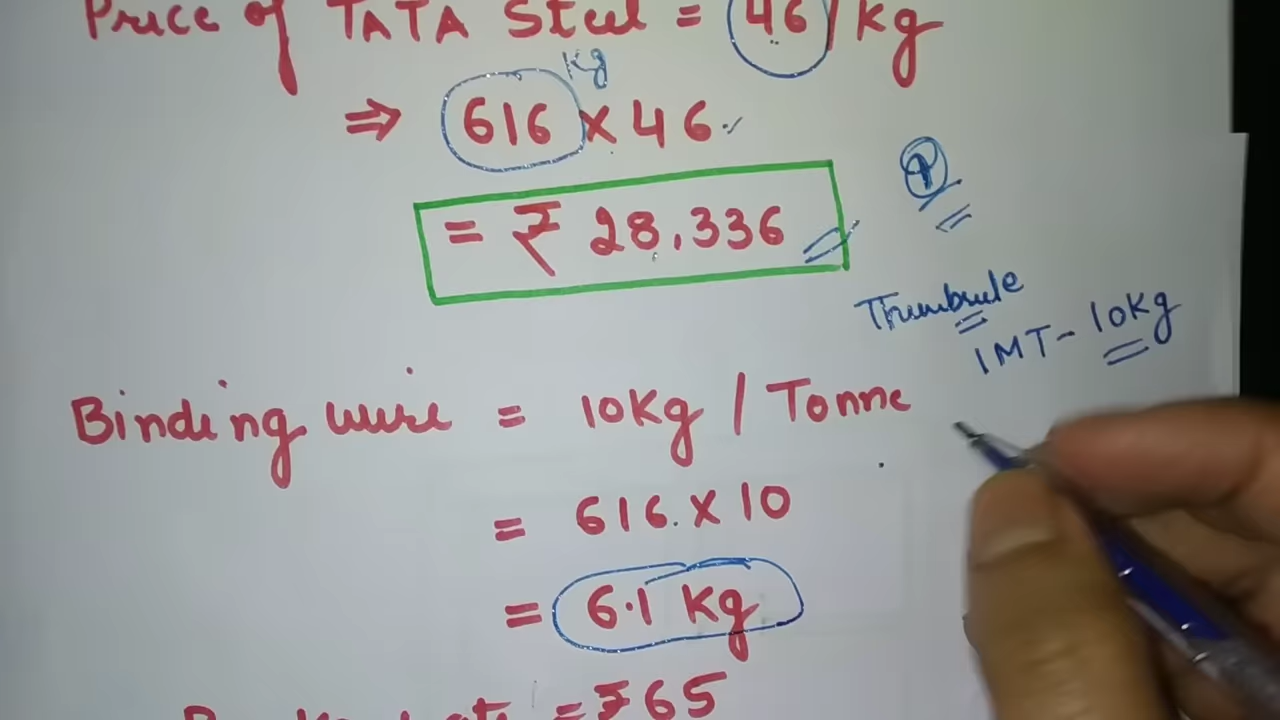 Price of TATA Steel = 46/kg
kg
⇒ 616 × 46
= ₹ 28,336
Thumbrule
1MT - 10Kg
Binding wire = 10Kg / Tonne
= 616 × 10
= 6.1 Kg
= ₹65